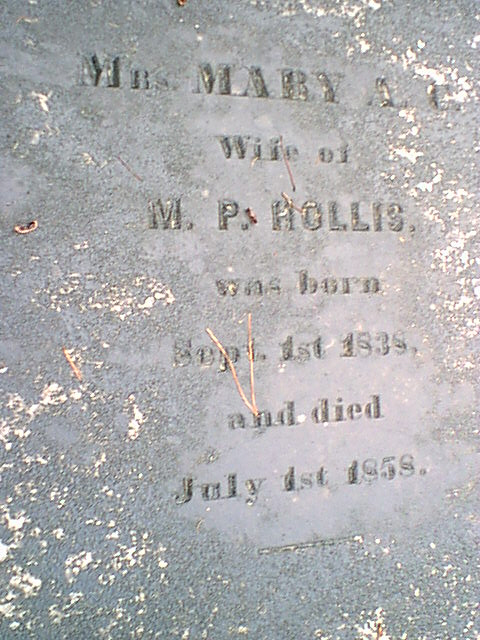 Mrs. MARY A. C.
Wife of
M. P. HOLLIS.
was born
Sept. 1st 1838.
and died
July 1st 1858.